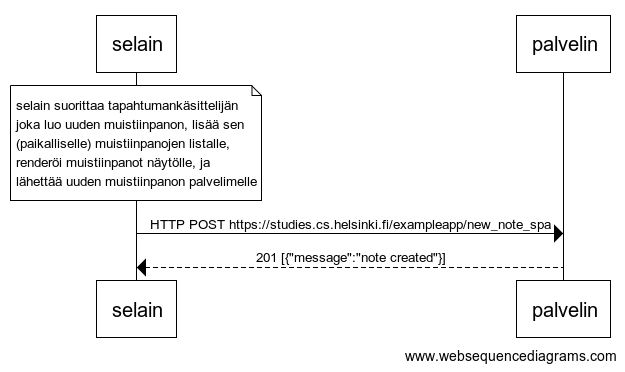 selain
palvelin
selain suorittaa tapahtumankäsittelijän
joka luo uuden muistiinpanon, lisää sen
(paikalliselle) muistiinpanojen listalle,
renderöi muistiinpanot näytölle, ja
lähettää uuden muistiinpanon palvelimelle
HTTP POST https://studies.cs.helsinki.fi/exampleapp/new_note_spa
201 [{"message":"note created"}]
selain
palvelin
www.websequencediagrams.com